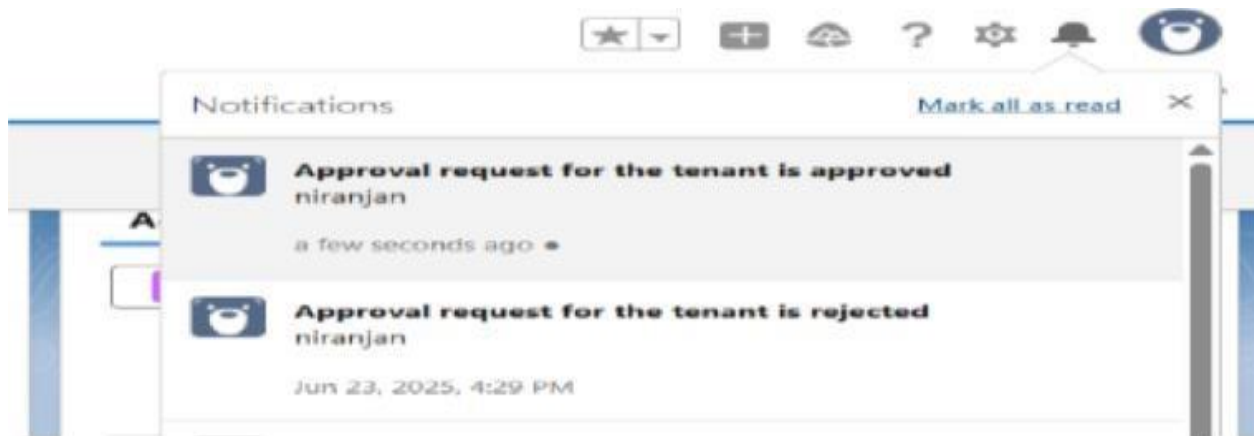 Notifications
Mark all as read
Approval request for the tenant is approved
niranjan
a few seconds ago
Approval request for the tenant is rejected
niranjan
Jun 23, 2025, 4:29 PM
A